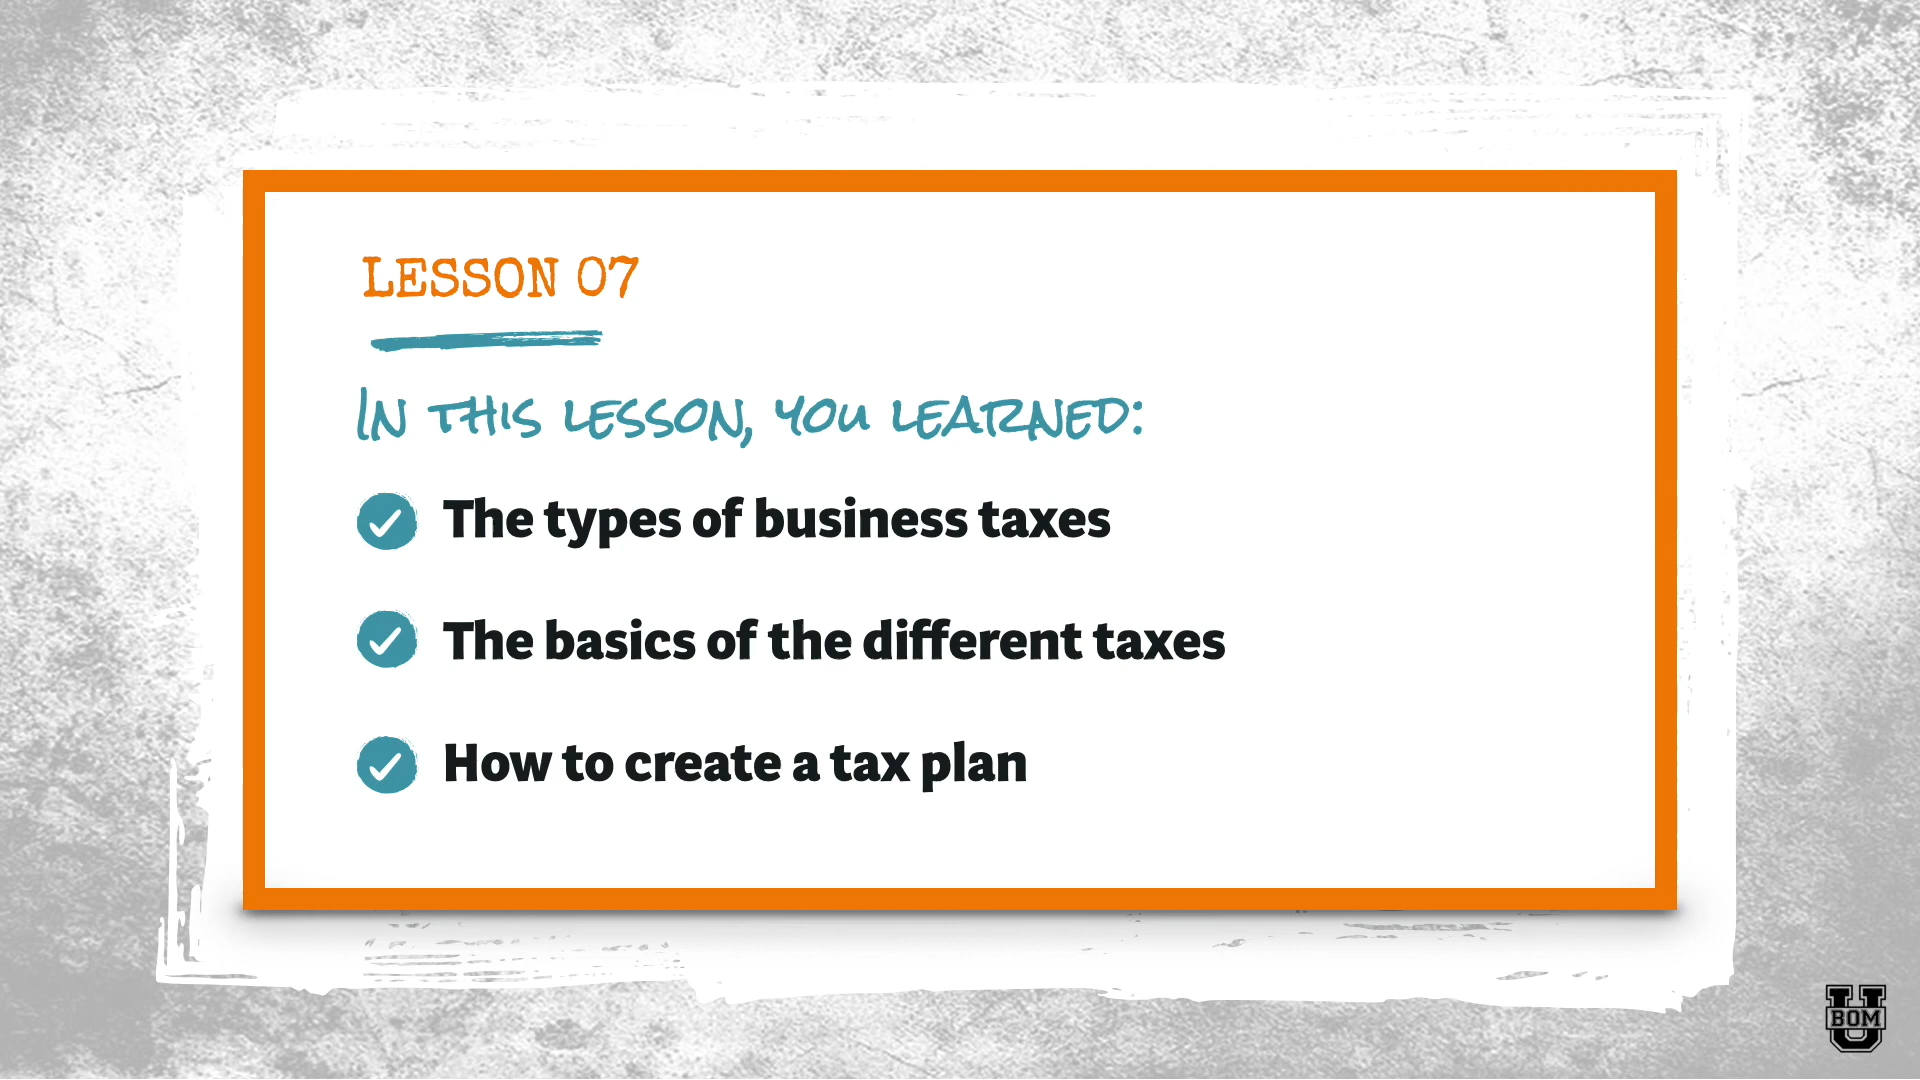 LESSON 07
In this lesson, you learned:
The types of business taxes
The basics of the different taxes
How to create a tax plan
U
BOM